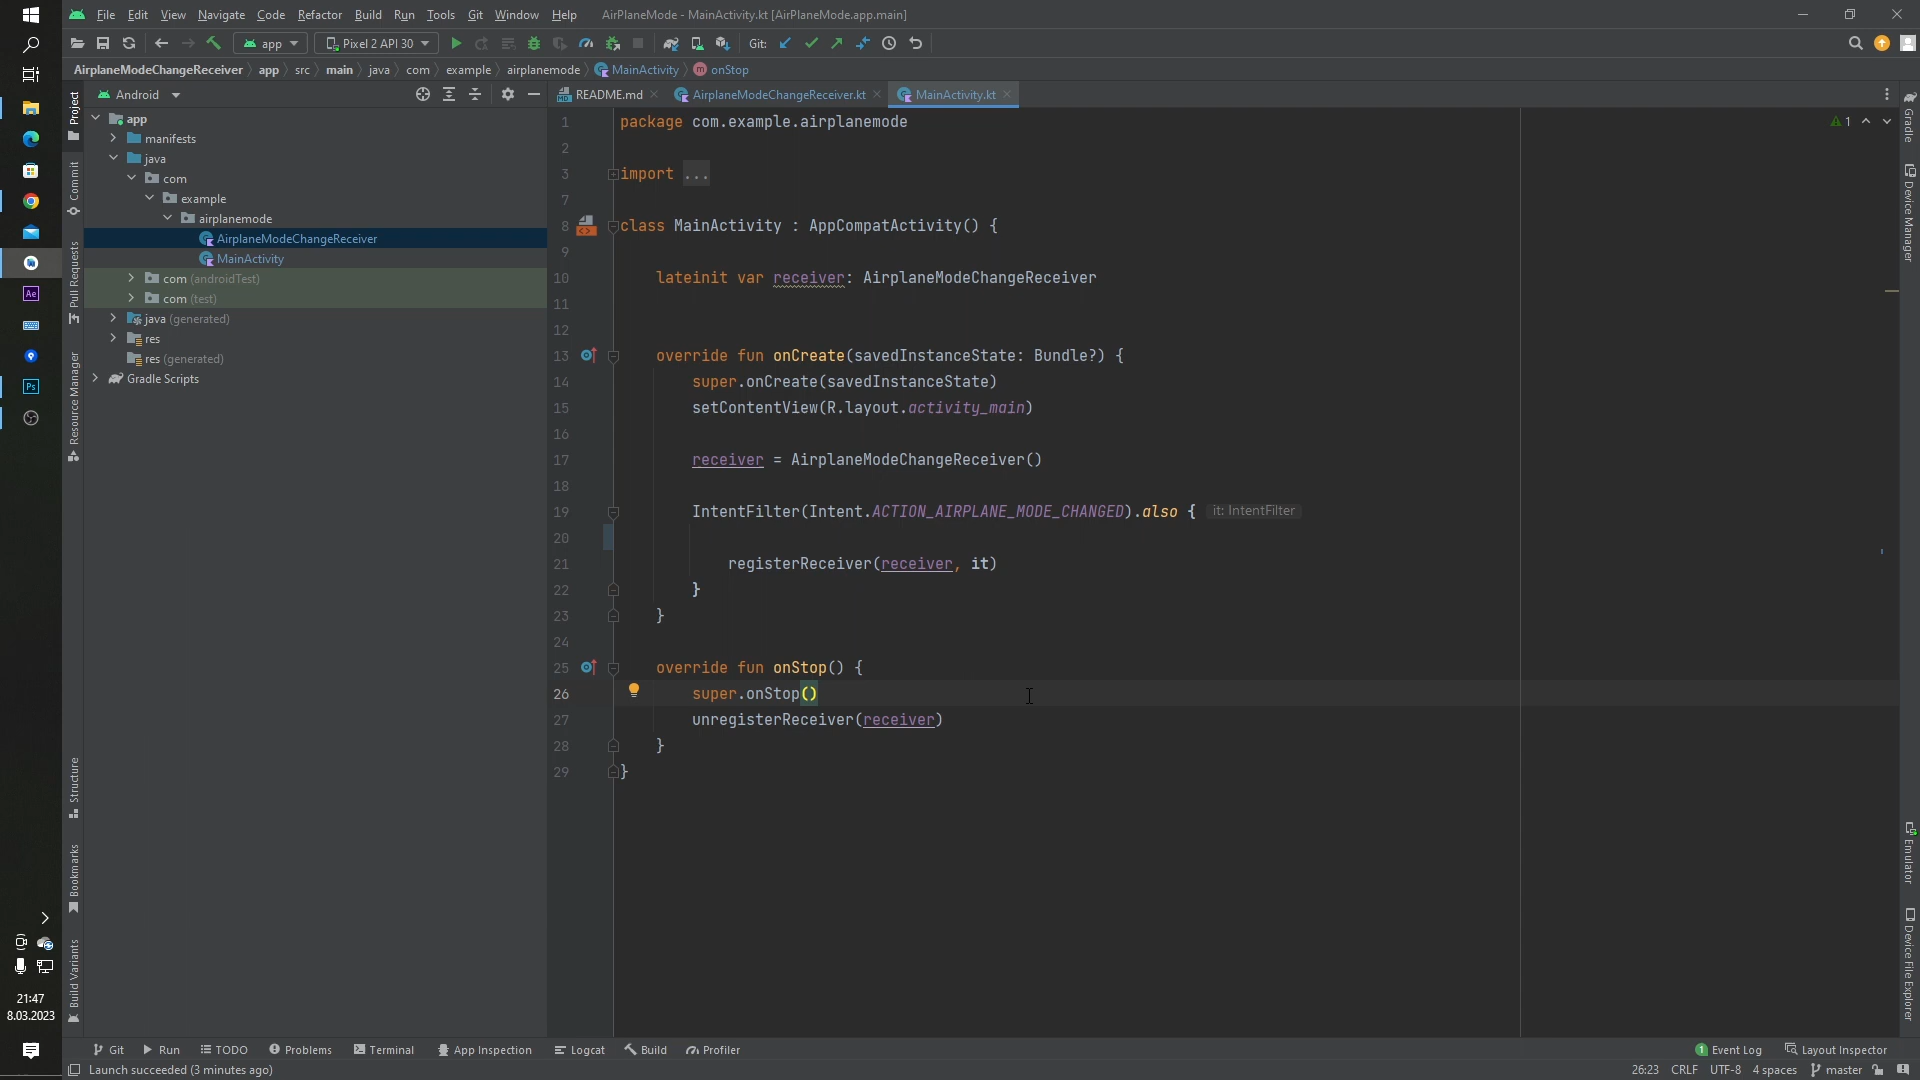 File Edit View Navigate Code Refactor Build Run Tools Git Window Help AirPlaneMode - MainActivity.kt [AirPlaneMode.app.main]
app Pixel 2 API 30 Git:
AirplaneModeChangeReceiver app src main java com example airplanemode MainActivity onStop
Project
Commit
Pull Requests
Resource Manager
Structure
Bookmarks
Build Variants
Android
app
manifests
java
com
example
airplanemode
AirplaneModeChangeReceiver
MainActivity
com (androidTest)
com (test)
java (generated)
res
res (generated)
Gradle Scripts
README.md AirplaneModeChangeReceiver.kt MainActivity.kt
1 package com.example.airplanemode
2
3 import ...
7
8 class MainActivity : AppCompatActivity() {
9
10 lateinit var receiver: AirplaneModeChangeReceiver
11
12
13 override fun onCreate(savedInstanceState: Bundle?) {
14 super.onCreate(savedInstanceState)
15 setContentView(R.layout.activity_main)
16
17 receiver = AirplaneModeChangeReceiver()
18
19 IntentFilter(Intent.ACTION_AIRPLANE_MODE_CHANGED).also { it: IntentFilter
20
21 registerReceiver(receiver, it)
22 }
23 }
24
25 override fun onStop() {
26 super.onStop()
27 unregisterReceiver(receiver)
28 }
29 }
1
Gradle
Device Manager
Emulator
Device File Explorer
Ae
Ps
21:47
8.03.2023
Git Run TODO Problems Terminal App Inspection Logcat Build Profiler 1 Event Log Layout Inspector
Launch succeeded (3 minutes ago) 26:23 CRLF UTF-8 4 spaces master